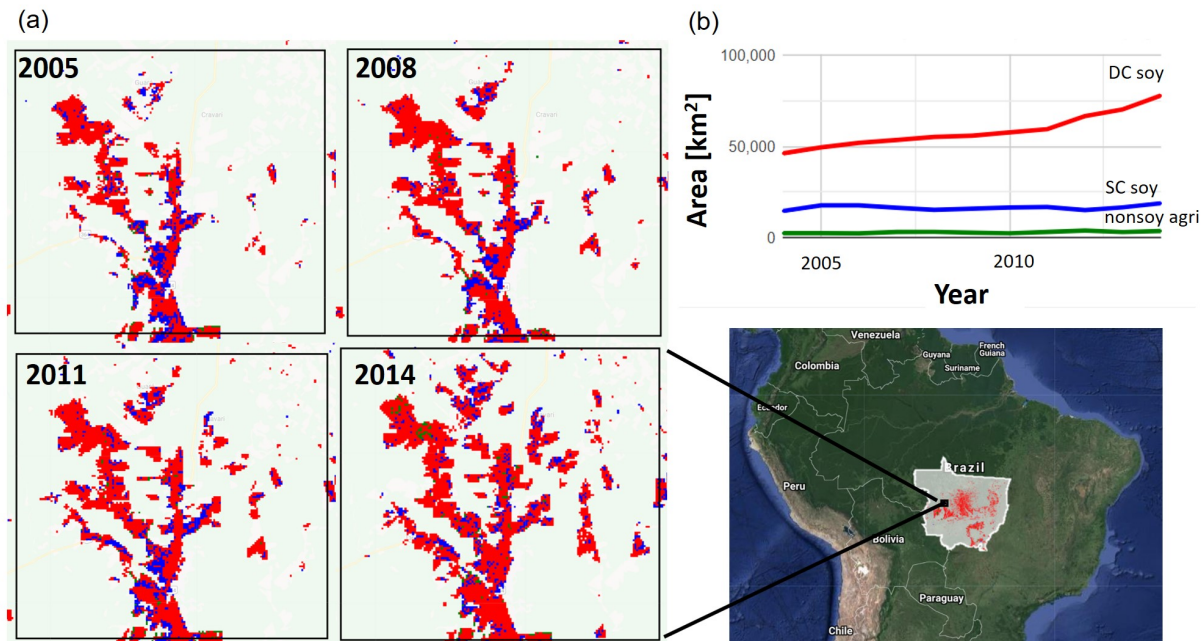 (a)
2005
2008
Cravari
2011
2014
(b)
100,000
50,000
0
Area [km²]
DC soy
SC soy
nonsoy agri
2005
2010
Year
Venezuela
Guyana
French
Guiana
Suriname
Colombia
Ecuador
Brazil
Peru
Bolivia
Paraguay
Chile